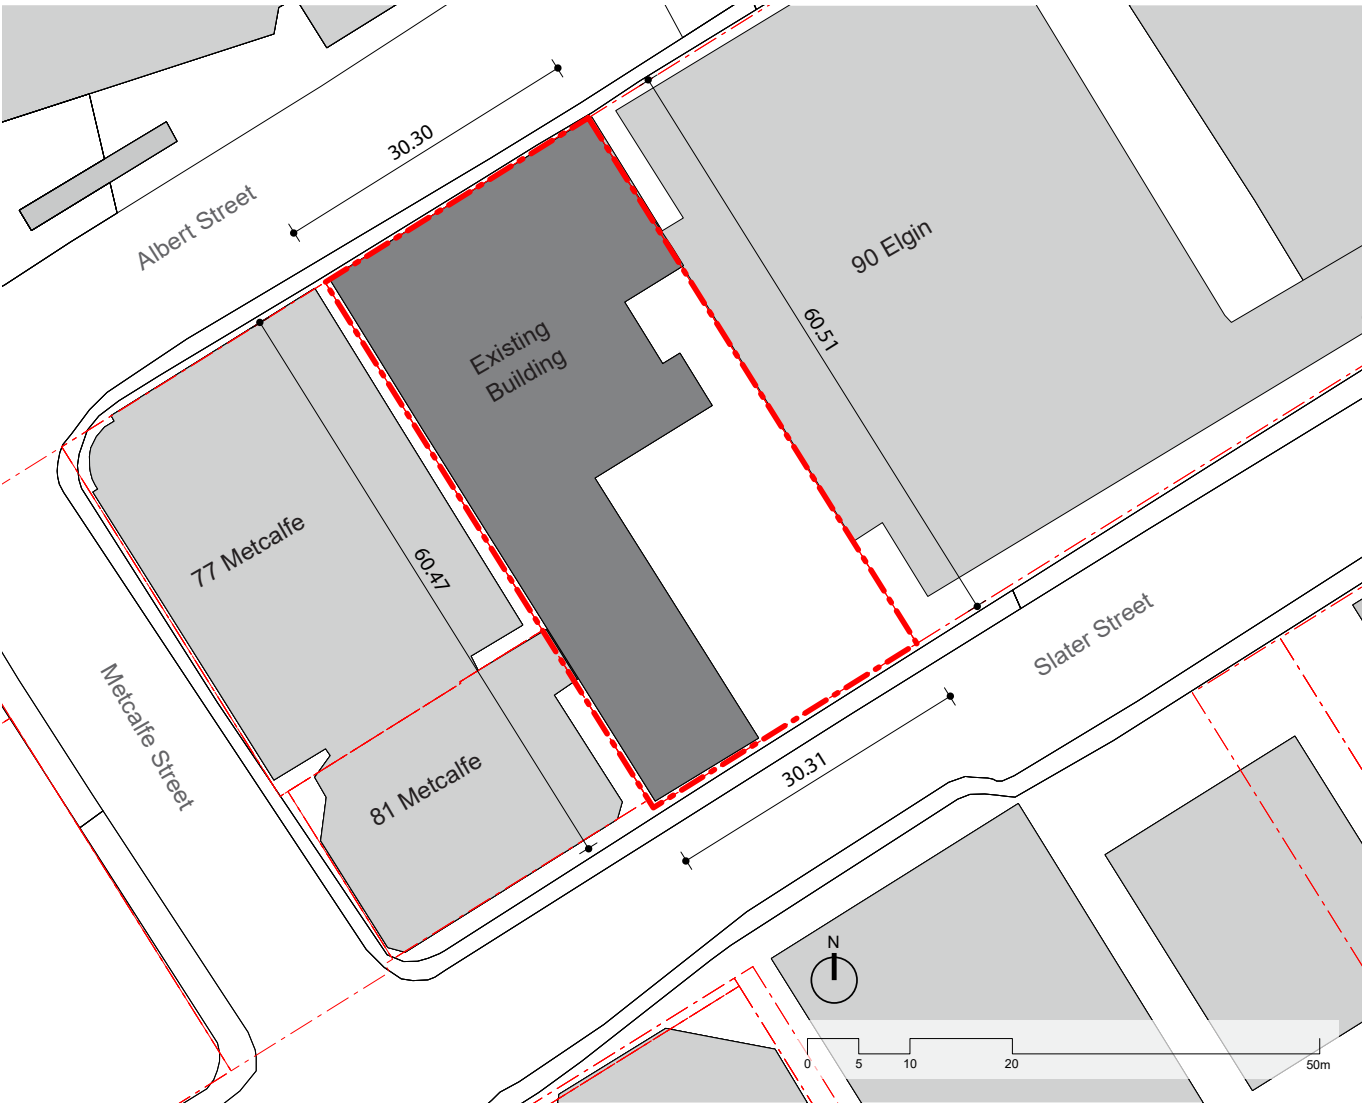 30.30
Albert Street
90 Elgin
60.51
Existing
Building
77 Metcalfe
60.47
Slater Street
Metcalfe Street
81 Metcalfe
30.31
N
0 5 10 20 50m